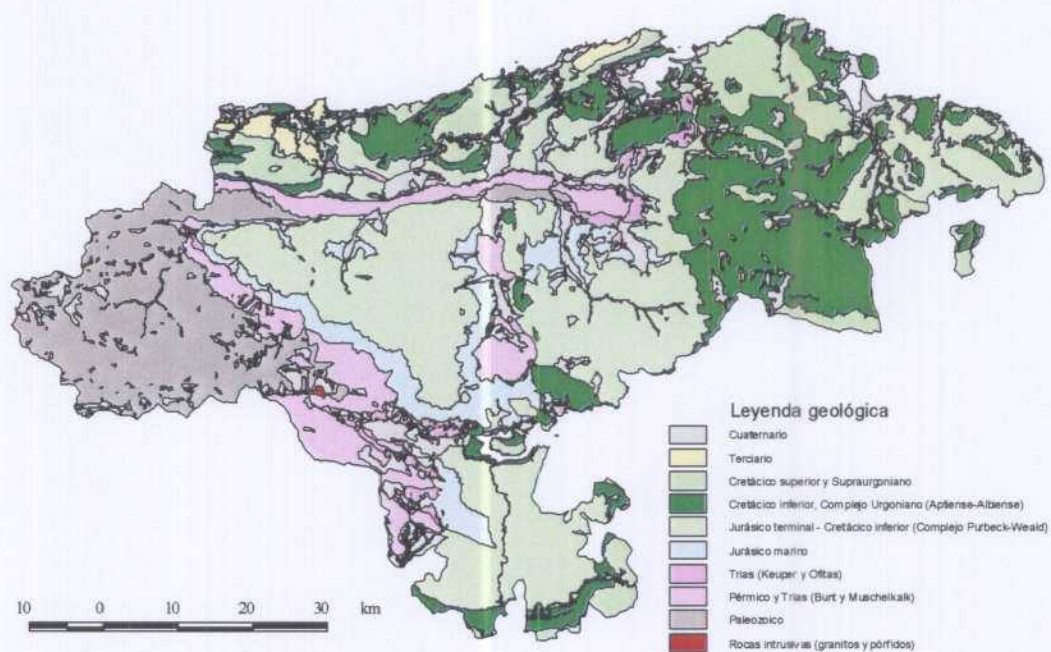 Leyenda geológica
Cuaternario
Terciario
Cretácico superior y Supraurgoniano
Cretácico inferior, Complejo Urgoniano (Aptiense-Albiense)
Jurásico terminal - Cretácico inferior (Complejo Purbeck-Weald)
Jurásico marino
Trias (Keuper y Ofitas)
Pérmico y Trias (Bunt y Muschelkalk)
Paleozoico
Rocas intrusivas (granitos y pórfidos)
10 0 10 20 30 km